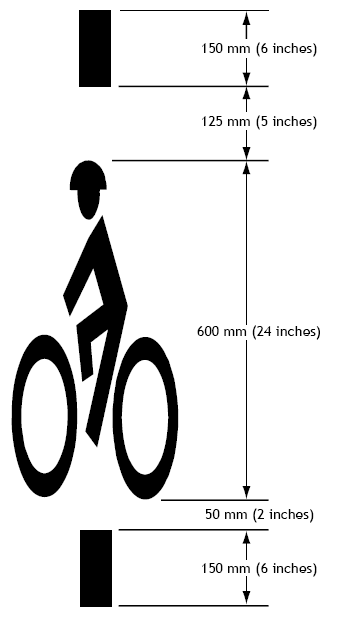 150 mm (6 inches)
125 mm (5 inches)
600 mm (24 inches)
50 mm (2 inches)
150 mm (6 inches)